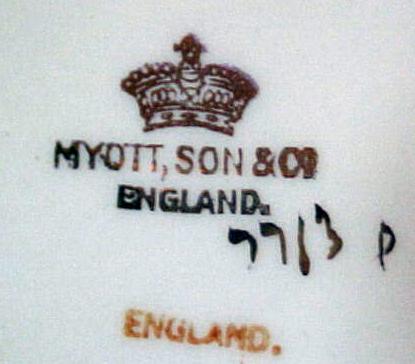 MYOTT, SON & CO
ENGLAND.
7713 P
ENGLAND.